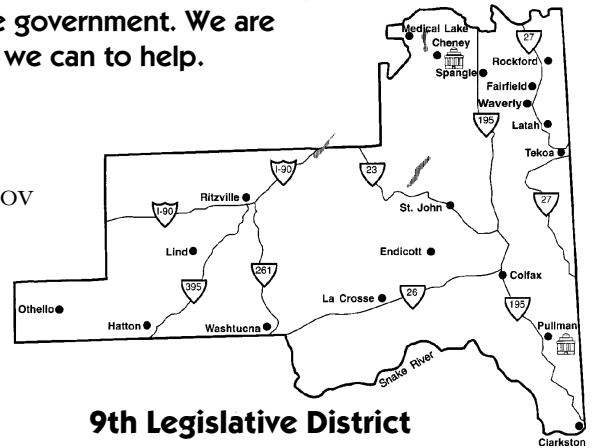 e government. We are
we can to help.
OV
Medical Lake
Cheney
27
Rockford
Spangle
Fairfield
Waverly
195
Latah
Tekoa
I-90
23
27
Ritzville
I-90
St. John
Lind
Endicott
261
Colfax
395
26
La Crosse
195
Othello
Hatton
Washtucna
Pullman
Snake River
9th Legislative District
Clarkston